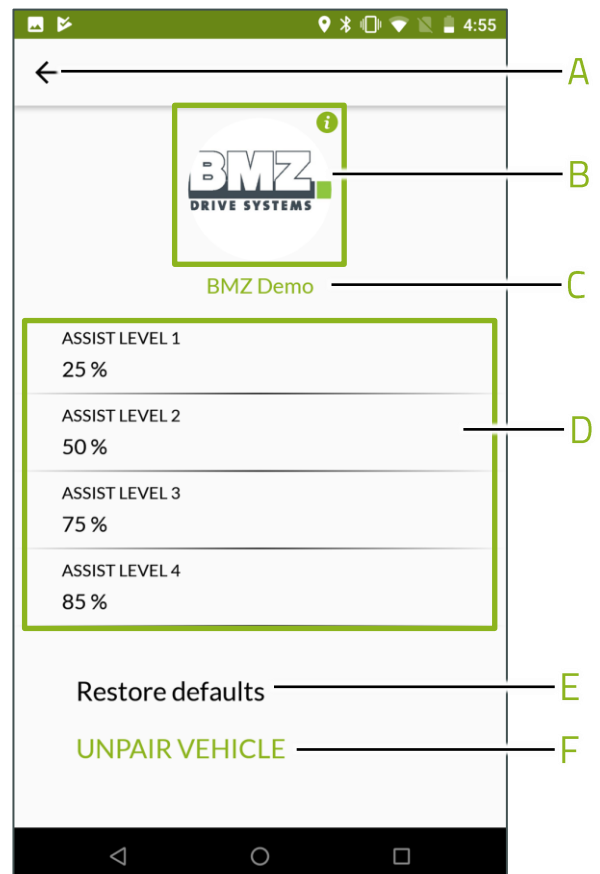 4:55
A
i
BMZ
DRIVE SYSTEMS
B
BMZ Demo
C
ASSIST LEVEL 1
25 %
ASSIST LEVEL 2
50 %
D
ASSIST LEVEL 3
75 %
ASSIST LEVEL 4
85 %
Restore defaults
E
UNPAIR VEHICLE
F